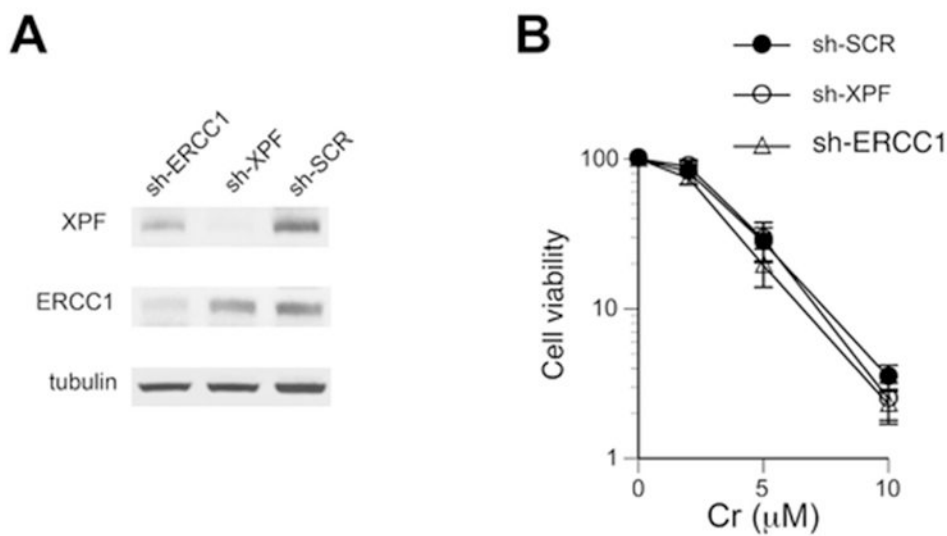 A
sh-ERCC1
sh-XPF
sh-SCR
XPF
ERCC1
tubulin
B
sh-SCR
sh-XPF
sh-ERCC1
100
10
1
Cell viability
0
5
10
Cr (μM)